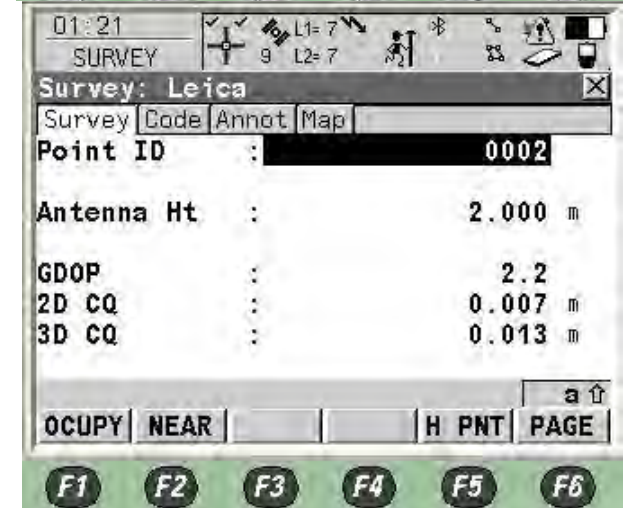 01:21
SURVEY
9
L1= 7
L2= 7
2
Survey: Leica
Survey Code Annot Map
Point ID : 0002
Antenna Ht : 2.000 m
GDOP : 2.2
2D CQ : 0.007 m
3D CQ : 0.013 m
a
OCUPY NEAR H PNT PAGE
F1 F2 F3 F4 F5 F6